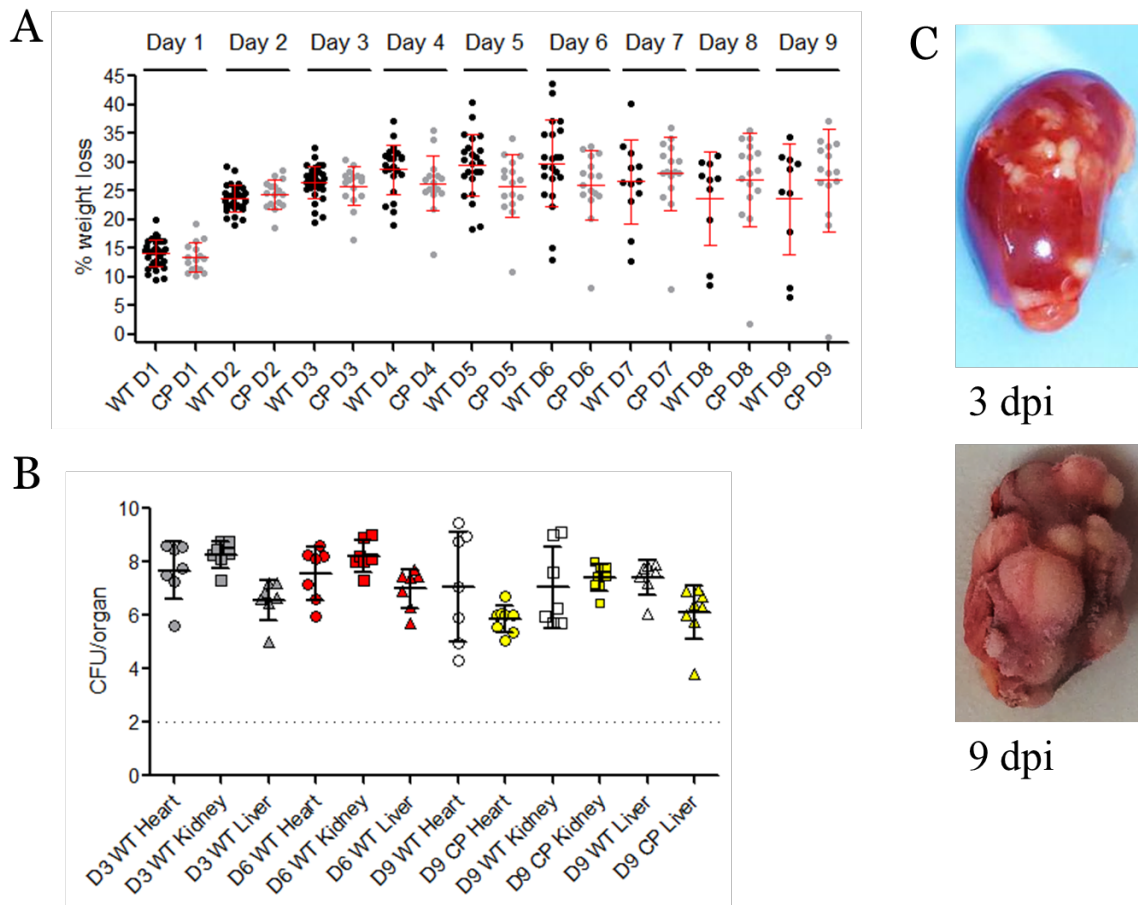 A
Day 1 Day 2 Day 3 Day 4 Day 5 Day 6 Day 7 Day 8 Day 9
% weight loss
45
40
35
30
25
20
15
10
5
0
WT D1 CP D1 WT D2 CP D2 WT D3 CP D3 WT D4 CP D4 WT D5 CP D5 WT D6 CP D6 WT D7 CP D7 WT D8 CP D8 WT D9 CP D9
B
CFU/organ
10
8
6
4
2
0
D3 WT Heart D3 WT Kidney D3 WT Liver D6 WT Heart D6 WT Kidney D6 WT Liver D9 WT Heart D9 CP Heart D9 WT Kidney D9 CP Kidney D9 WT Liver D9 CP Liver
C
3 dpi
9 dpi